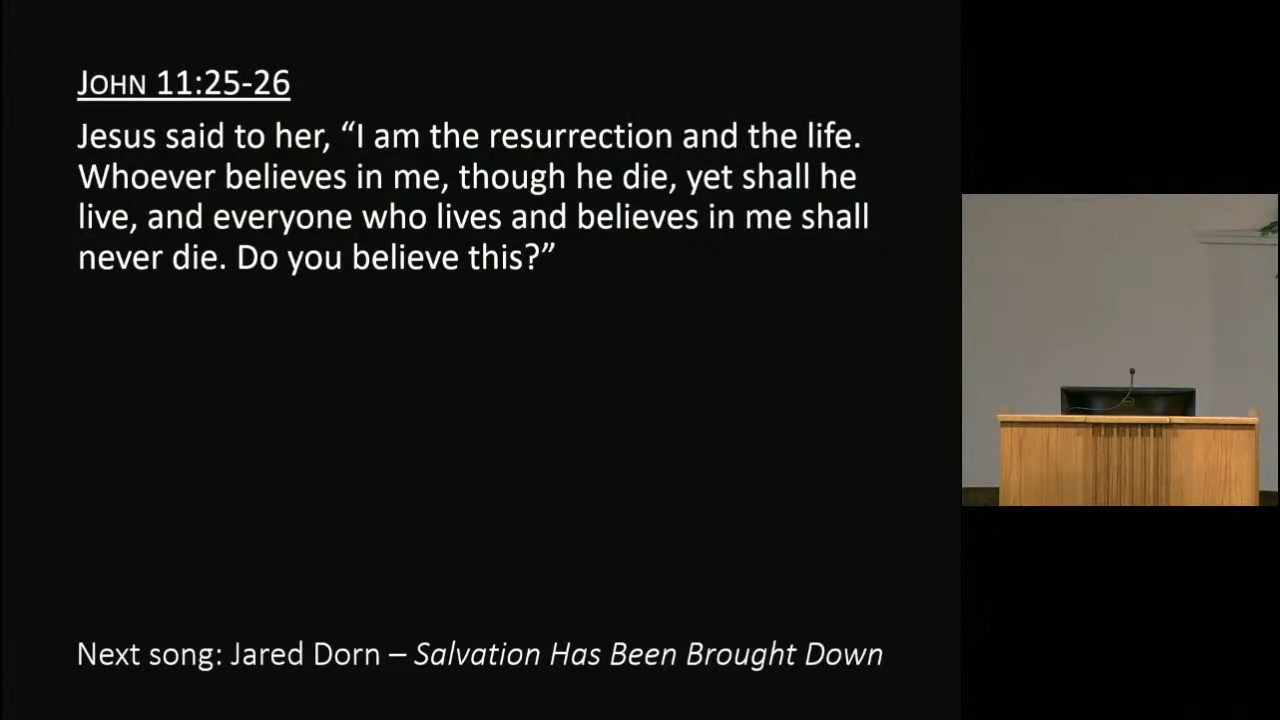 JOHN 11:25-26
Jesus said to her, “I am the resurrection and the life.
Whoever believes in me, though he die, yet shall he
live, and everyone who lives and believes in me shall
never die. Do you believe this?”
Next song: Jared Dorn – Salvation Has Been Brought Down